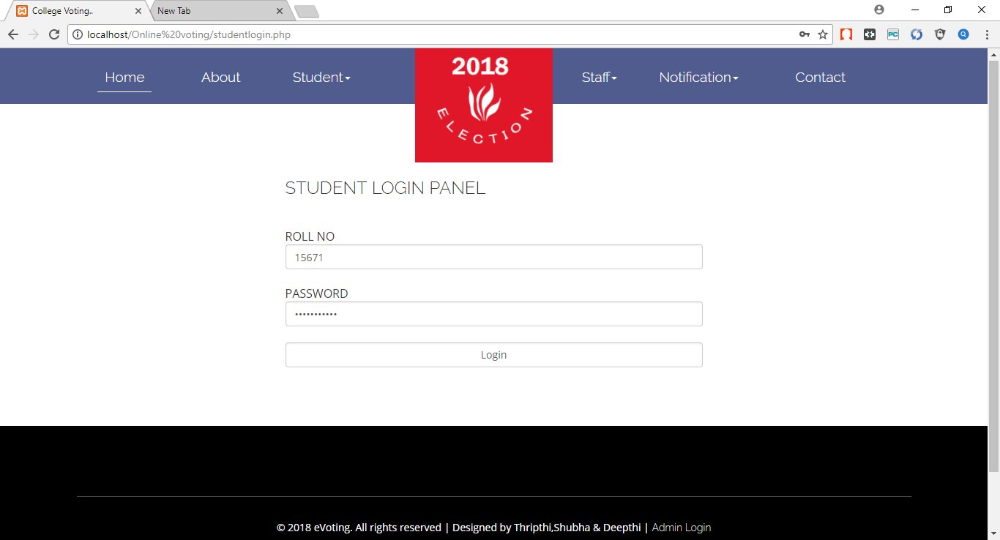 College Voting..
New Tab
localhost/Online%20voting/studentlogin.php
PC
Home About Student Staff Notification Contact
2018
ELECTION
STUDENT LOGIN PANEL
ROLL NO
15671
PASSWORD
•••••••••••
Login
© 2018 eVoting. All rights reserved | Designed by Thripthi,Shubha & Deepthi | Admin Login